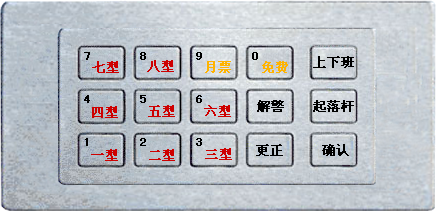 7 七型 8 八型 9 月票 0 免费 上下班
4 四型 5 五型 6 六型 解警 起落杆
1 一型 2 二型 3 三型 更正 确认